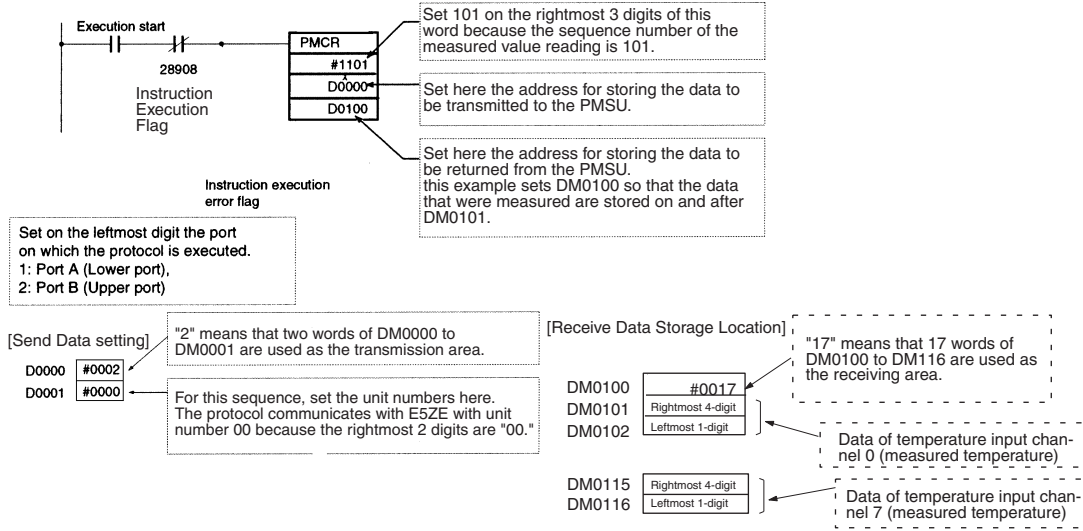 Execution start
28908
Instruction
Execution
Flag
PMCR
#1101
D0000
D0100
Set 101 on the rightmost 3 digits of this
word because the sequence number of the
measured value reading is 101.
Set here the address for storing the data to
be transmitted to the PMSU.
Set here the address for storing the data to
be returned from the PMSU.
this example sets DM0100 so that the data
that were measured are stored on and after
DM0101.
Instruction execution
error flag
Set on the leftmost digit the port
on which the protocol is executed.
1: Port A (Lower port),
2: Port B (Upper port)
[Send Data setting]
D0000 #0002
D0001 #0000
"2" means that two words of DM0000 to
DM0001 are used as the transmission area.
For this sequence, set the unit numbers here.
The protocol communicates with E5ZE with unit
number 00 because the rightmost 2 digits are "00."
[Receive Data Storage Location]
"17" means that 17 words of
DM0100 to DM116 are used as
the receiving area.
DM0100 #0017
DM0101 Rightmost 4-digit
DM0102 Leftmost 1-digit
Data of temperature input chan-
nel 0 (measured temperature)
DM0115 Rightmost 4-digit
DM0116 Leftmost 1-digit
Data of temperature input chan-
nel 7 (measured temperature)